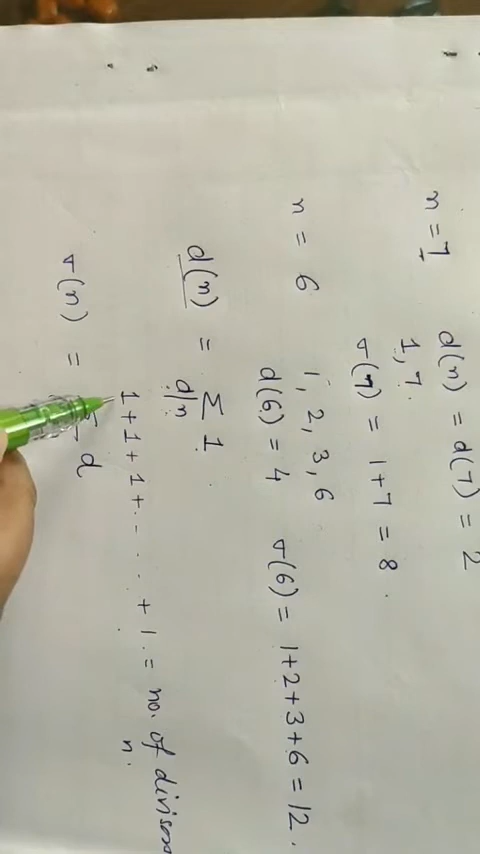 n = 7 d(n) = d(7) = 2
1, 7.
σ(7) = 1+7 = 8.
n = 6 1, 2, 3, 6
d(6) = 4 σ(6) = 1+2+3+6 = 12.
d(n) = Σ 1.
d|n
1+1+1+ - - . . + 1. = no. of divisors
n.
σ(n) = d